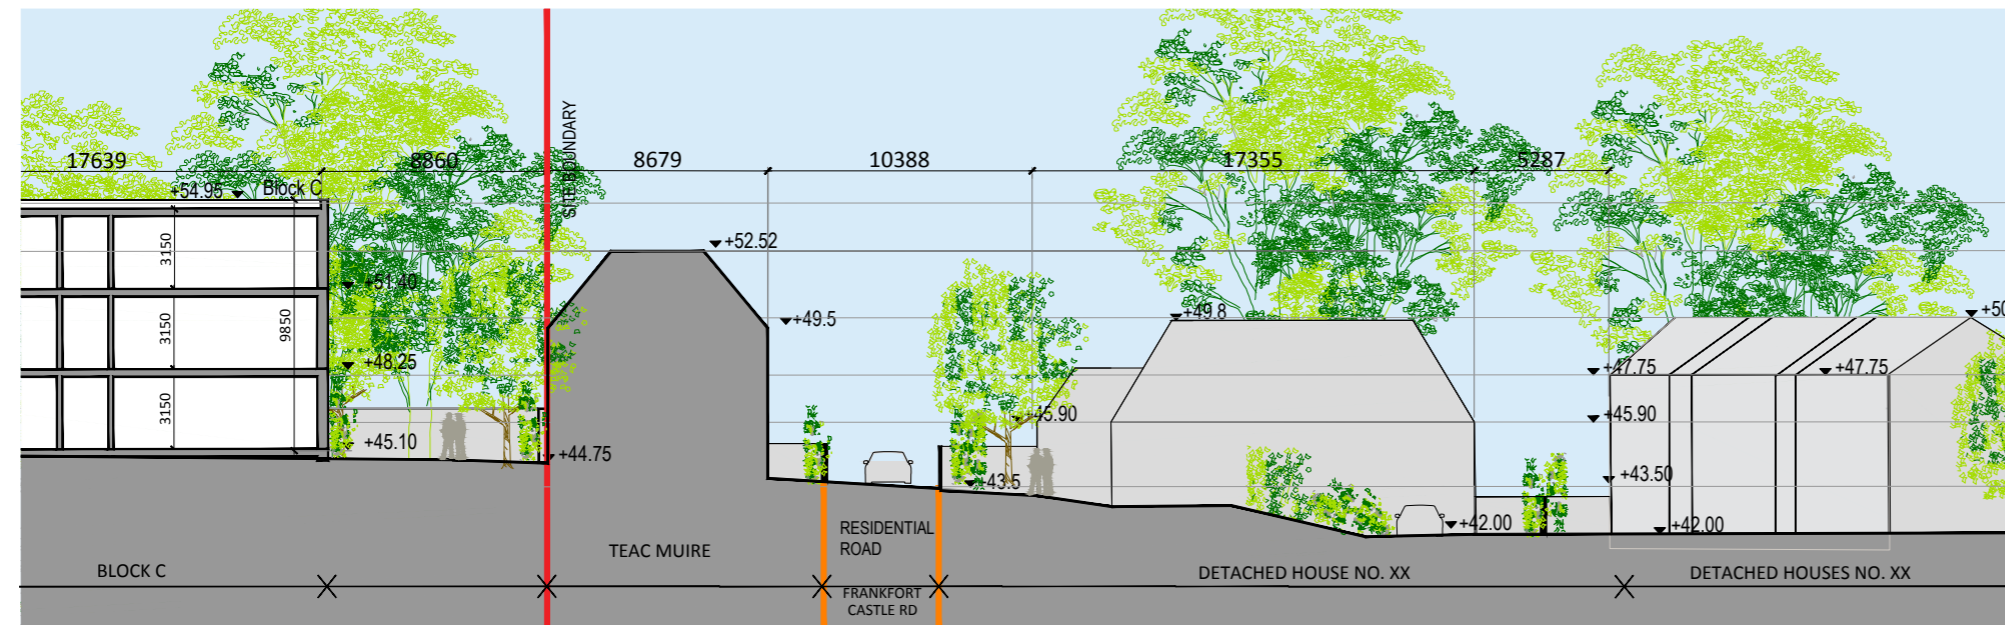 17639
8860
8679
10388
17355
5287
SITE BOUNDARY
+54.95
Block C
+52.52
3150
+51.40
+49.5
+49.8
+50
3150
9850
+48.25
+47.75
+47.75
3150
+45.10
+45.90
+45.90
+44.75
43.5
+43.50
+42.00
+42.00
RESIDENTIAL
ROAD
TEAC MUIRE
BLOCK C
DETACHED HOUSE NO. XX
DETACHED HOUSES NO. XX
FRANKFORT
CASTLE RD